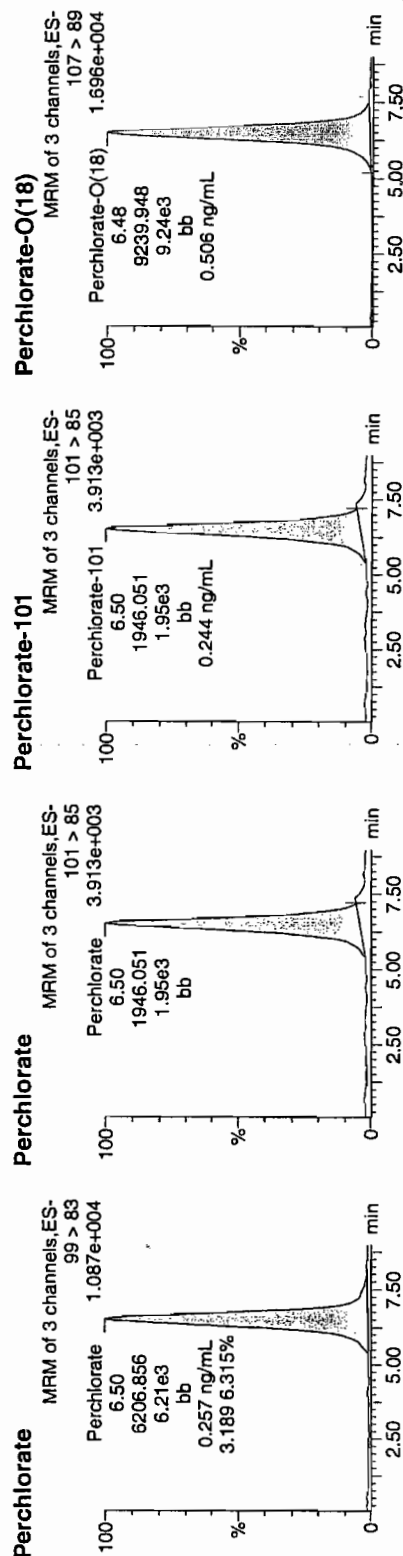 Perchlorate
MRM of 3 channels,ES-
99 > 83
1.087e+004
Perchlorate
6.50
6206.856
6.21e3
bb
0.257 ng/mL
3.189 6.315%
100
%
0
2.50
5.00
7.50
min
Perchlorate
MRM of 3 channels,ES-
101 > 85
3.913e+003
Perchlorate
6.50
1946.051
1.95e3
bb
100
%
0
2.50
5.00
7.50
min
Perchlorate-101
MRM of 3 channels,ES-
101 > 85
3.913e+003
Perchlorate-101
6.50
1946.051
1.95e3
bb
0.244 ng/mL
100
%
0
2.50
5.00
7.50
min
Perchlorate-O(18)
MRM of 3 channels,ES-
107 > 89
1.696e+004
Perchlorate-O(18)
6.48
9239.948
9.24e3
bb
0.506 ng/mL
100
%
0
2.50
5.00
7.50
min